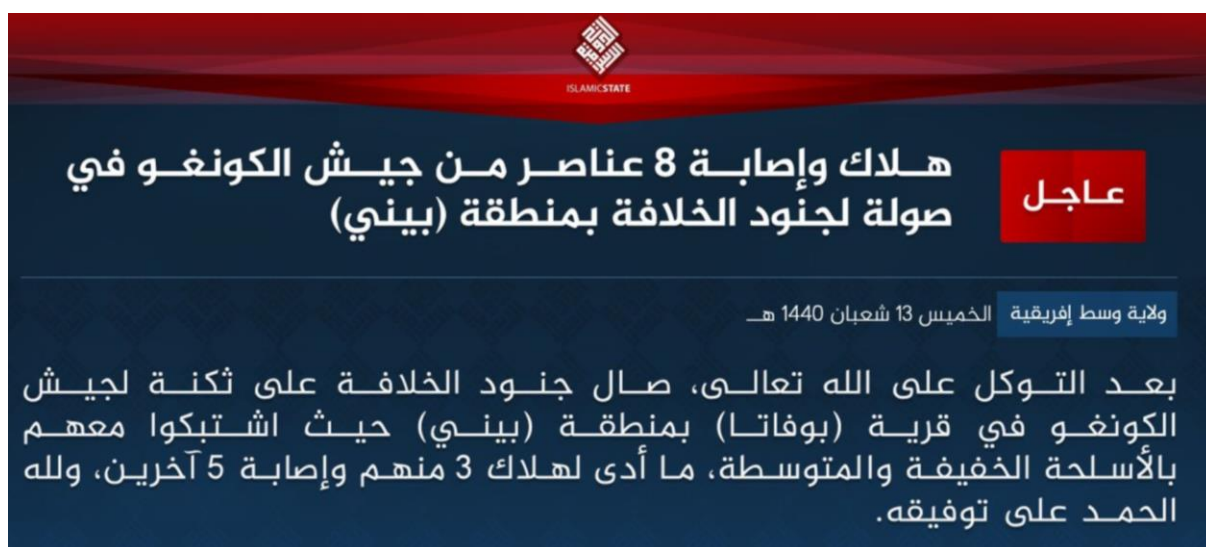 ISLAMICSTATE
عاجل
هلاك وإصابة 8 عناصر من جيش الكونغو في
صولة لجنود الخلافة بمنطقة (بيني)
ولاية وسط إفريقية الخميس 13 شعبان 1440 هـ
بعد التوكل على الله تعالى، صال جنود الخلافة على ثكنة لجيش
الكونغو في قرية (بوفاتا) بمنطقة (بيني) حيث اشتبكوا معهم
بالأسلحة الخفيفة والمتوسطة، ما أدى لهلاك 3 منهم وإصابة 5 آخرين، ولله
الحمد على توفيقه.